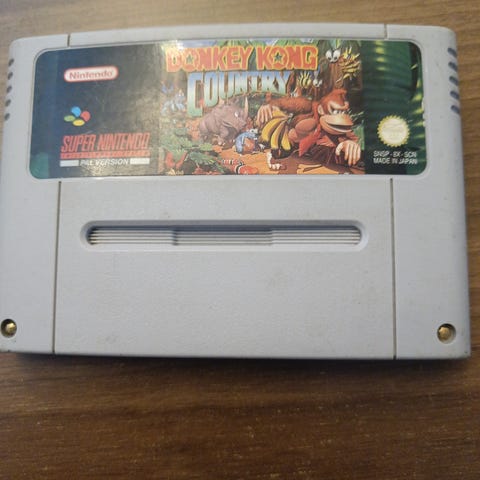 Nintendo
DONKEY KONG
COUNTRY
SUPER NINTENDO
PAL VERSION
SNSP - 8X - SCN
MADE IN JAPAN